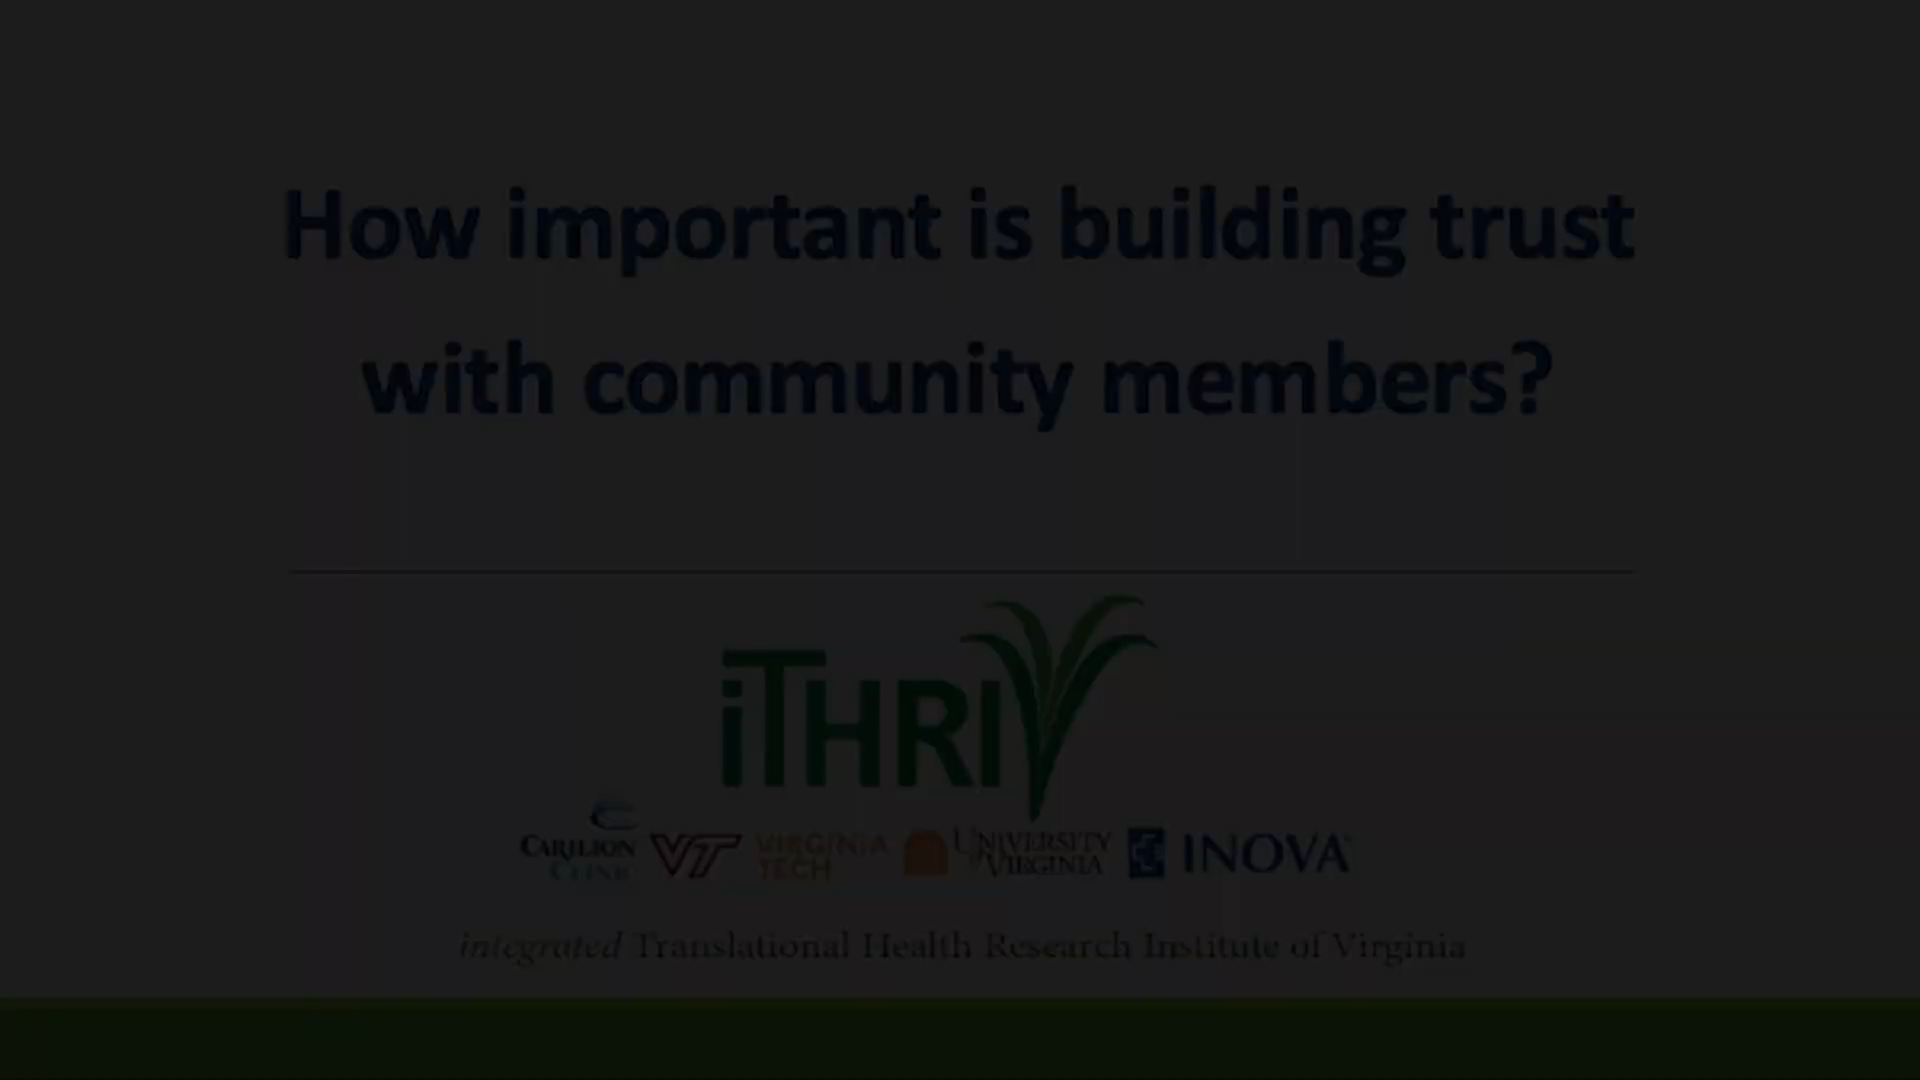 How important is building trust
with community members?
iTHRIV
CARILION CLINIC VT VIRGINIA TECH UNIVERSITY of VIRGINIA INOVA
integrated Translational Health Research Institute of Virginia